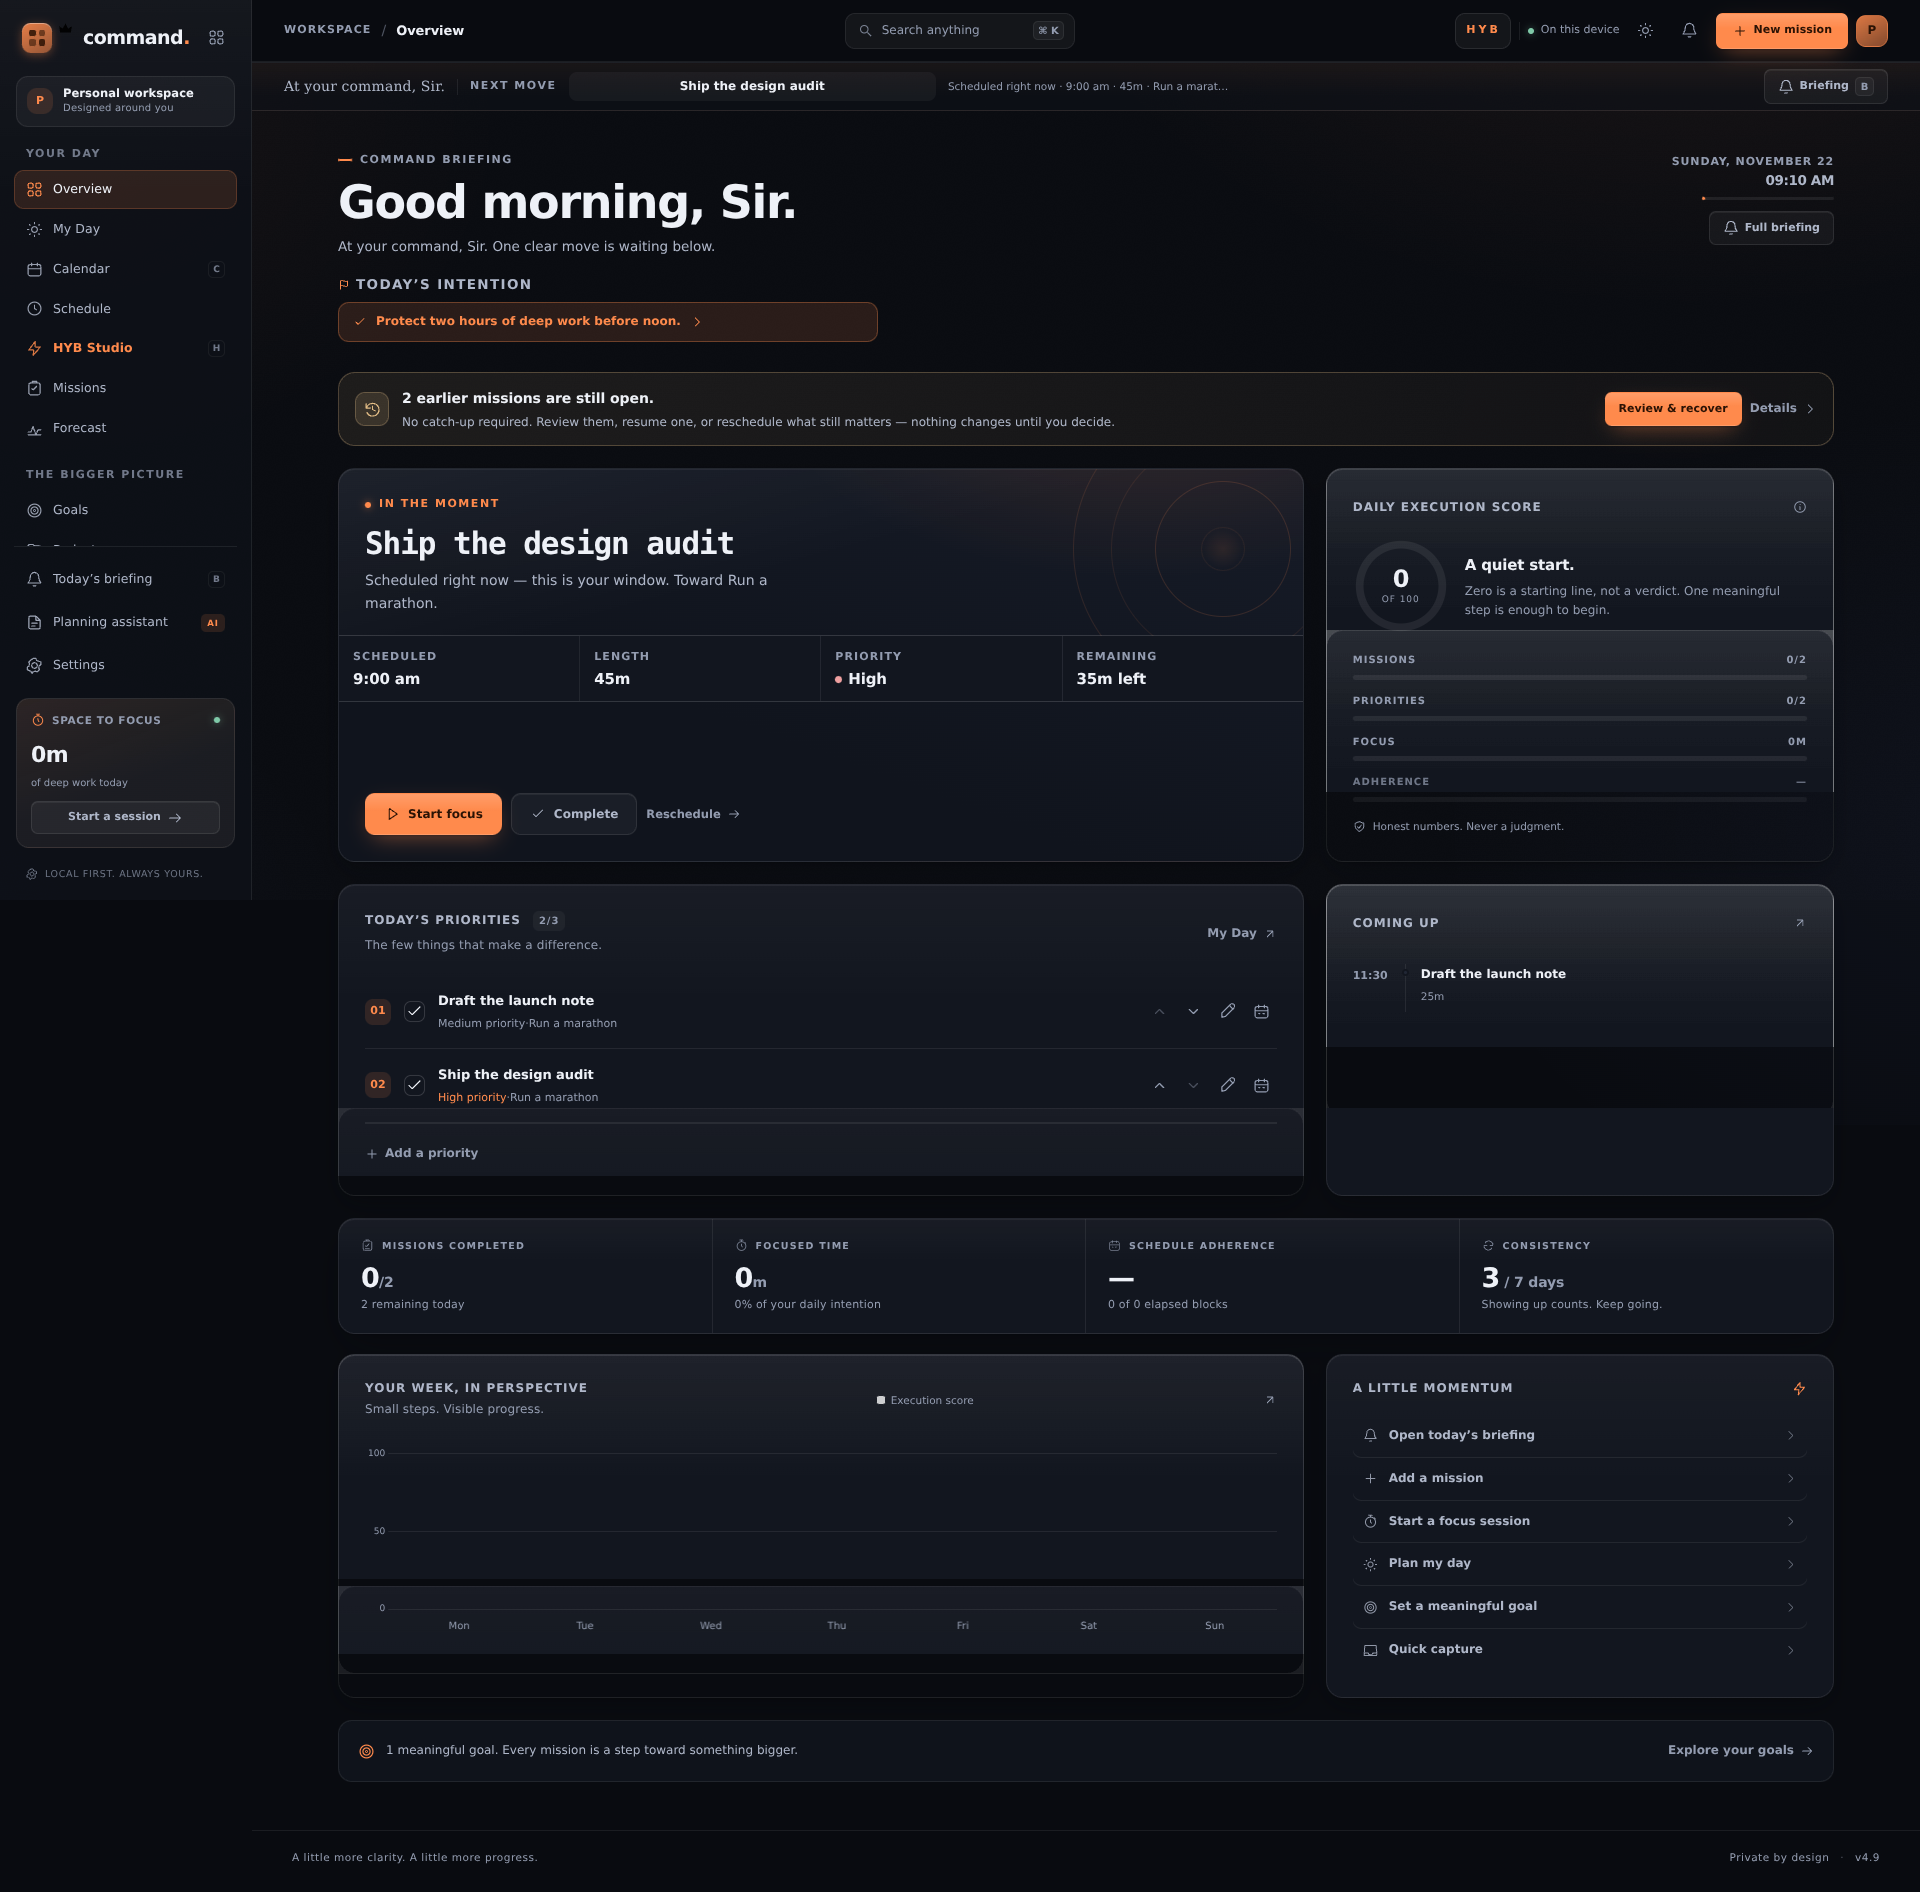 command.
Personal workspace
Designed around you
P
YOUR DAY
Overview
My Day
Calendar C
Schedule
HYB Studio H
Missions
Forecast
THE BIGGER PICTURE
Goals
Today’s briefing B
Planning assistant AI
Settings
SPACE TO FOCUS
0m
of deep work today
Start a session
LOCAL FIRST. ALWAYS YOURS.
WORKSPACE / Overview
Search anything ⌘ K
HYB
On this device
New mission
P
At your command, Sir.
NEXT MOVE
Ship the design audit
Scheduled right now · 9:00 am · 45m · Run a marat…
Briefing B
COMMAND BRIEFING
Good morning, Sir.
At your command, Sir. One clear move is waiting below.
SUNDAY, NOVEMBER 22
09:10 AM
Full briefing
TODAY’S INTENTION
Protect two hours of deep work before noon.
2 earlier missions are still open.
No catch-up required. Review them, resume one, or reschedule what still matters — nothing changes until you decide.
Review & recover
Details
IN THE MOMENT
Ship the design audit
Scheduled right now — this is your window. Toward Run a
marathon.
SCHEDULED
9:00 am
LENGTH
45m
PRIORITY
High
REMAINING
35m left
Start focus
Complete
Reschedule
DAILY EXECUTION SCORE
0
OF 100
A quiet start.
Zero is a starting line, not a verdict. One meaningful
step is enough to begin.
MISSIONS 0/2
PRIORITIES 0/2
FOCUS 0M
ADHERENCE —
Honest numbers. Never a judgment.
TODAY’S PRIORITIES 2/3
The few things that make a difference.
My Day
01
Draft the launch note
Medium priority·Run a marathon
02
Ship the design audit
High priority·Run a marathon
Add a priority
COMING UP
11:30
Draft the launch note
25m
MISSIONS COMPLETED
0/2
2 remaining today
FOCUSED TIME
0m
0% of your daily intention
SCHEDULE ADHERENCE
—
0 of 0 elapsed blocks
CONSISTENCY
3 / 7 days
Showing up counts. Keep going.
YOUR WEEK, IN PERSPECTIVE
Small steps. Visible progress.
Execution score
100
50
0
Mon Tue Wed Thu Fri Sat Sun
A LITTLE MOMENTUM
Open today’s briefing
Add a mission
Start a focus session
Plan my day
Set a meaningful goal
Quick capture
1 meaningful goal. Every mission is a step toward something bigger.
Explore your goals
A little more clarity. A little more progress.
Private by design · v4.9